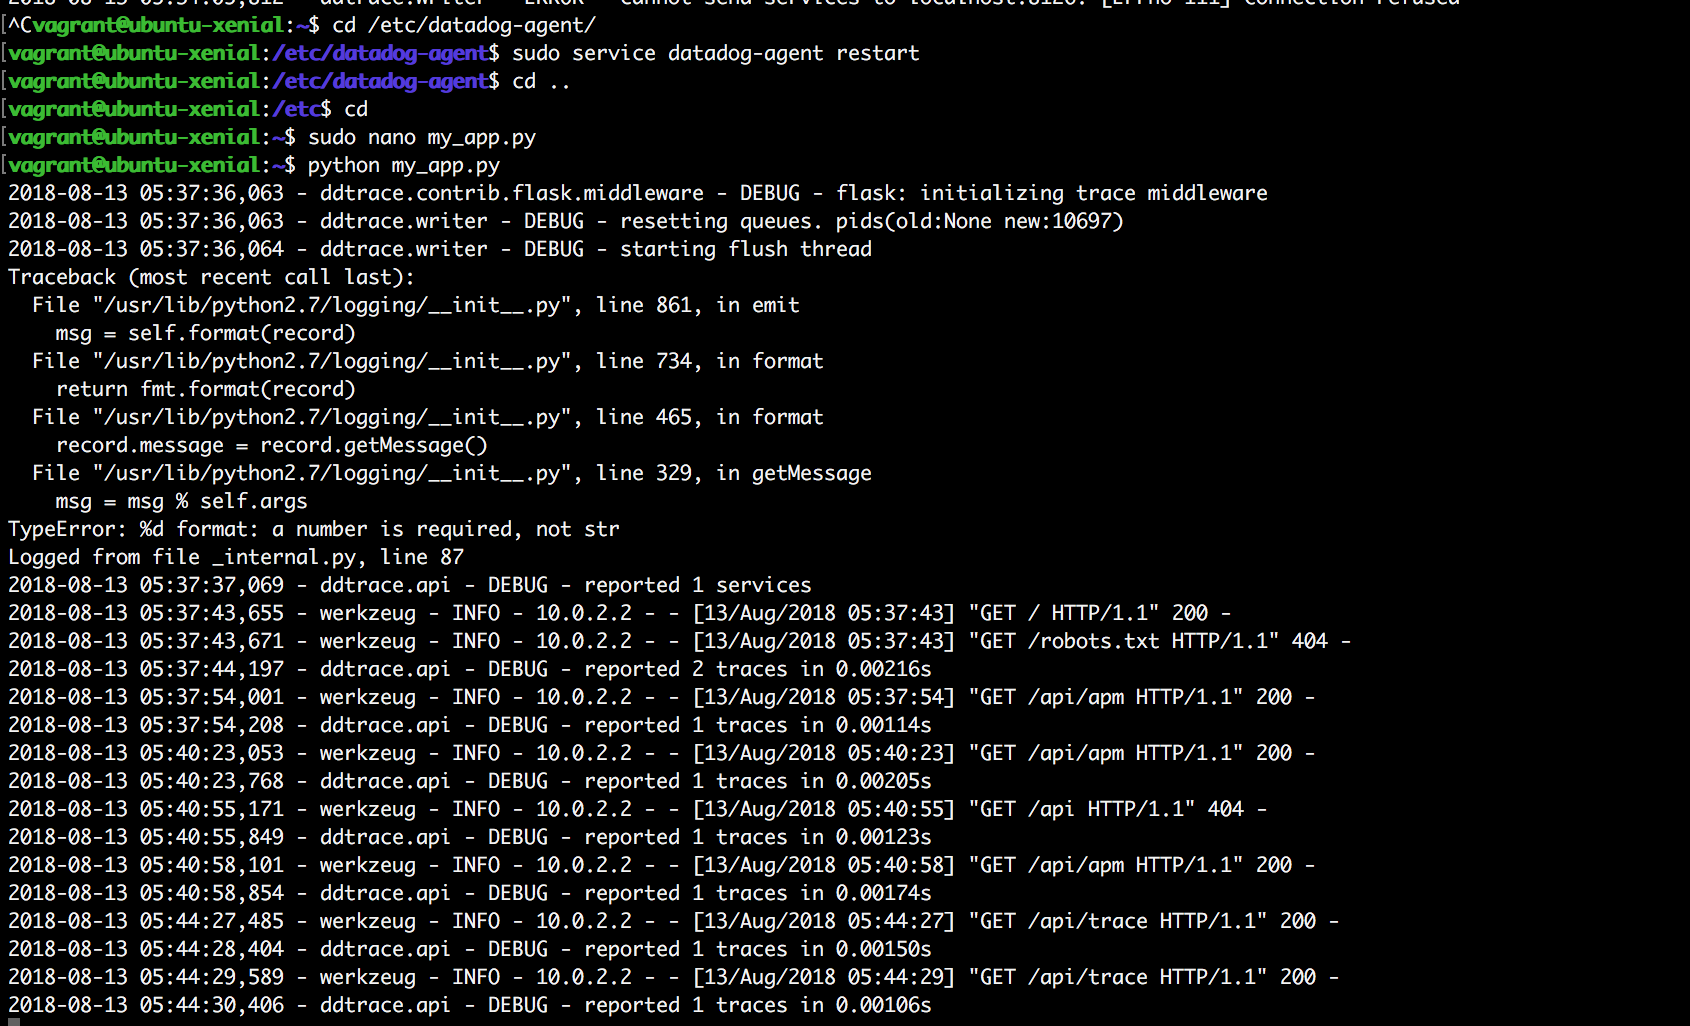 2018-08-13 05:34:05,812 - ddtrace.writer - ERROR - cannot send services to localhost:8126: [Errno 111] Connection refused
[^Cvagrant@ubuntu-xenial:~$ cd /etc/datadog-agent/
[vagrant@ubuntu-xenial:/etc/datadog-agent$ sudo service datadog-agent restart
[vagrant@ubuntu-xenial:/etc/datadog-agent$ cd ..
[vagrant@ubuntu-xenial:/etc$ cd
[vagrant@ubuntu-xenial:~$ sudo nano my_app.py
[vagrant@ubuntu-xenial:~$ python my_app.py
2018-08-13 05:37:36,063 - ddtrace.contrib.flask.middleware - DEBUG - flask: initializing trace middleware
2018-08-13 05:37:36,063 - ddtrace.writer - DEBUG - resetting queues. pids(old:None new:10697)
2018-08-13 05:37:36,064 - ddtrace.writer - DEBUG - starting flush thread
Traceback (most recent call last):
  File "/usr/lib/python2.7/logging/__init__.py", line 861, in emit
    msg = self.format(record)
  File "/usr/lib/python2.7/logging/__init__.py", line 734, in format
    return fmt.format(record)
  File "/usr/lib/python2.7/logging/__init__.py", line 465, in format
    record.message = record.getMessage()
  File "/usr/lib/python2.7/logging/__init__.py", line 329, in getMessage
    msg = msg % self.args
TypeError: %d format: a number is required, not str
Logged from file _internal.py, line 87
2018-08-13 05:37:37,069 - ddtrace.api - DEBUG - reported 1 services
2018-08-13 05:37:43,655 - werkzeug - INFO - 10.0.2.2 - - [13/Aug/2018 05:37:43] "GET / HTTP/1.1" 200 -
2018-08-13 05:37:43,671 - werkzeug - INFO - 10.0.2.2 - - [13/Aug/2018 05:37:43] "GET /robots.txt HTTP/1.1" 404 -
2018-08-13 05:37:44,197 - ddtrace.api - DEBUG - reported 2 traces in 0.00216s
2018-08-13 05:37:54,001 - werkzeug - INFO - 10.0.2.2 - - [13/Aug/2018 05:37:54] "GET /api/apm HTTP/1.1" 200 -
2018-08-13 05:37:54,208 - ddtrace.api - DEBUG - reported 1 traces in 0.00114s
2018-08-13 05:40:23,053 - werkzeug - INFO - 10.0.2.2 - - [13/Aug/2018 05:40:23] "GET /api/apm HTTP/1.1" 200 -
2018-08-13 05:40:23,768 - ddtrace.api - DEBUG - reported 1 traces in 0.00205s
2018-08-13 05:40:55,171 - werkzeug - INFO - 10.0.2.2 - - [13/Aug/2018 05:40:55] "GET /api HTTP/1.1" 404 -
2018-08-13 05:40:55,849 - ddtrace.api - DEBUG - reported 1 traces in 0.00123s
2018-08-13 05:40:58,101 - werkzeug - INFO - 10.0.2.2 - - [13/Aug/2018 05:40:58] "GET /api/apm HTTP/1.1" 200 -
2018-08-13 05:40:58,854 - ddtrace.api - DEBUG - reported 1 traces in 0.00174s
2018-08-13 05:44:27,485 - werkzeug - INFO - 10.0.2.2 - - [13/Aug/2018 05:44:27] "GET /api/trace HTTP/1.1" 200 -
2018-08-13 05:44:28,404 - ddtrace.api - DEBUG - reported 1 traces in 0.00150s
2018-08-13 05:44:29,589 - werkzeug - INFO - 10.0.2.2 - - [13/Aug/2018 05:44:29] "GET /api/trace HTTP/1.1" 200 -
2018-08-13 05:44:30,406 - ddtrace.api - DEBUG - reported 1 traces in 0.00106s